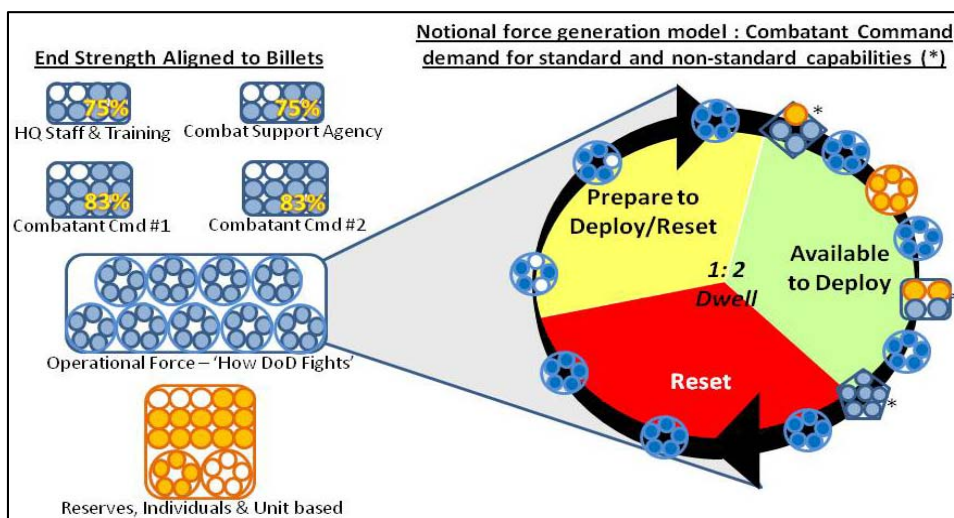 End Strength Aligned to Billets
75%
HQ Staff & Training
75%
Combat Support Agency
83%
Combatant Cmd #1
83%
Combatant Cmd #2
Operational Force – 'How DoD Fights'
Reserves, Individuals & Unit based
Notional force generation model : Combatant Command
demand for standard and non-standard capabilities (*)
*
Prepare to
Deploy/Reset
1: 2
Dwell
Available
to Deploy
*
Reset
*